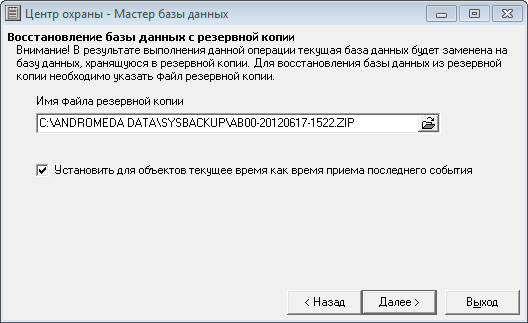 Центр охраны - Мастер базы данных
Восстановление базы данных с резервной копии
Внимание! В результате выполнения данной операции текущая база данных будет заменена на
базу данных, хранящуюся в резервной копии. Для восстановления базы данных из резервной
копии необходимо указать файл резервной копии.
Имя файла резервной копии
C:\ANDROMEDA DATA\SYSBACKUP\AB00-20120617-1522.ZIP
Установить для объектов текущее время как время приема последнего события
< Назад Далее > Выход